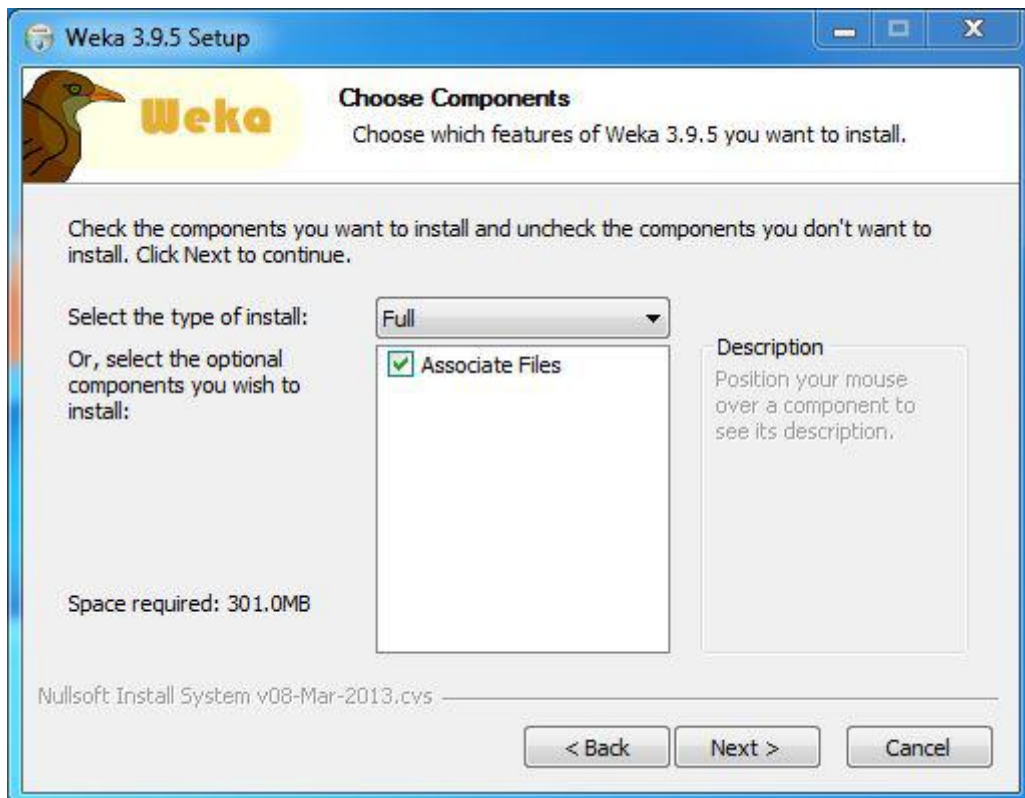 Weka 3.9.5 Setup
Weka
Choose Components
Choose which features of Weka 3.9.5 you want to install.
Check the components you want to install and uncheck the components you don't want to
install. Click Next to continue.
Select the type of install:
Full
Or, select the optional
components you wish to
install:
Associate Files
Description
Position your mouse
over a component to
see its description.
Space required: 301.0MB
Nullsoft Install System v08-Mar-2013.cvs
< Back
Next >
Cancel